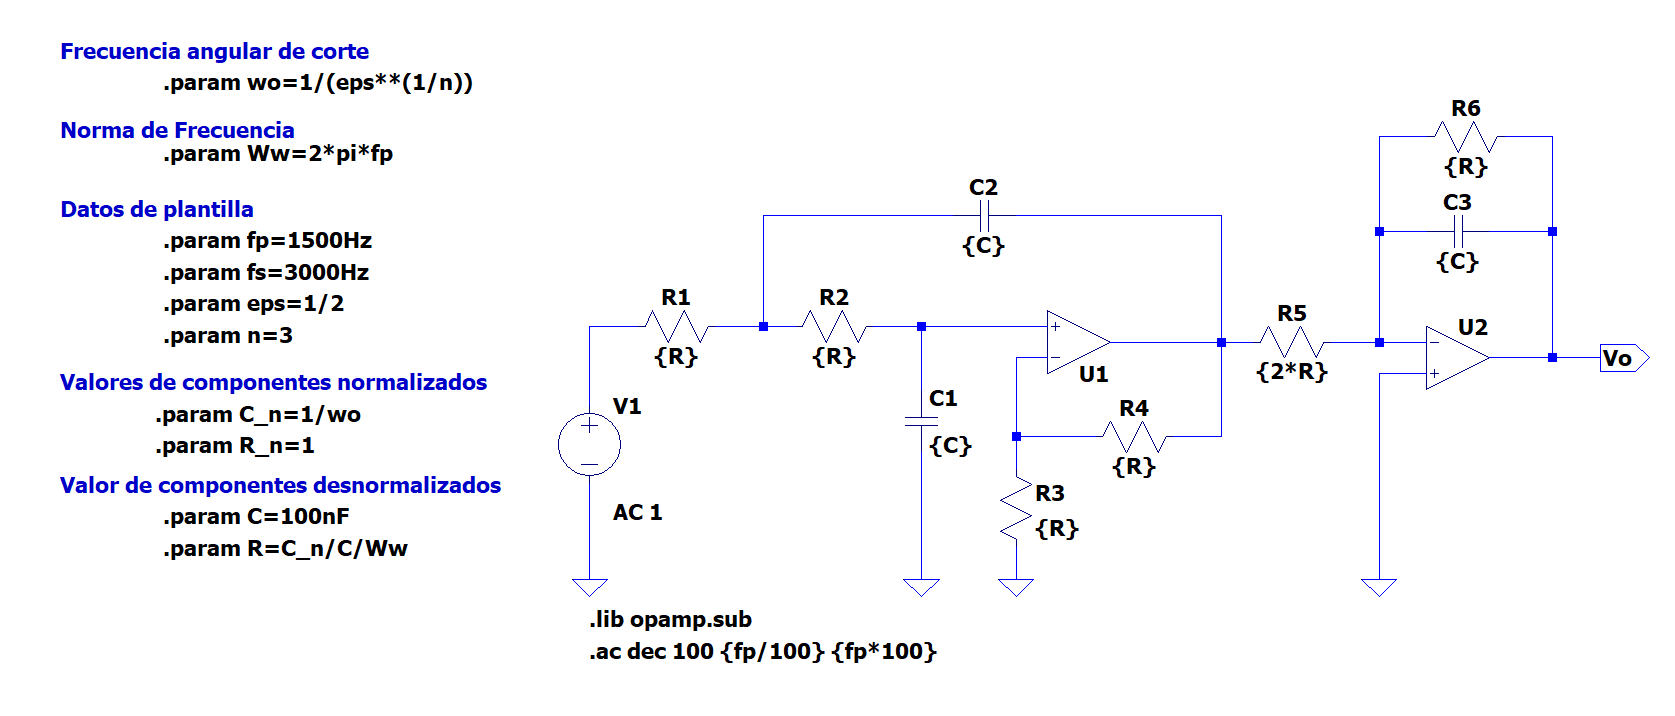 Frecuencia angular de corte
.param wo=1/(eps**(1/n))
Norma de Frecuencia
.param Ww=2*pi*fp
Datos de plantilla
.param fp=1500Hz
.param fs=3000Hz
.param eps=1/2
.param n=3
Valores de componentes normalizados
.param C_n=1/wo
.param R_n=1
Valor de componentes desnormalizados
.param C=100nF
.param R=C_n/C/Ww
V1
AC 1
R1
{R}
R2
{R}
C2
{C}
C1
{C}
U1
R4
{R}
R3
{R}
R5
{2*R}
R6
{R}
C3
{C}
U2
Vo
.lib opamp.sub
.ac dec 100 {fp/100} {fp*100}